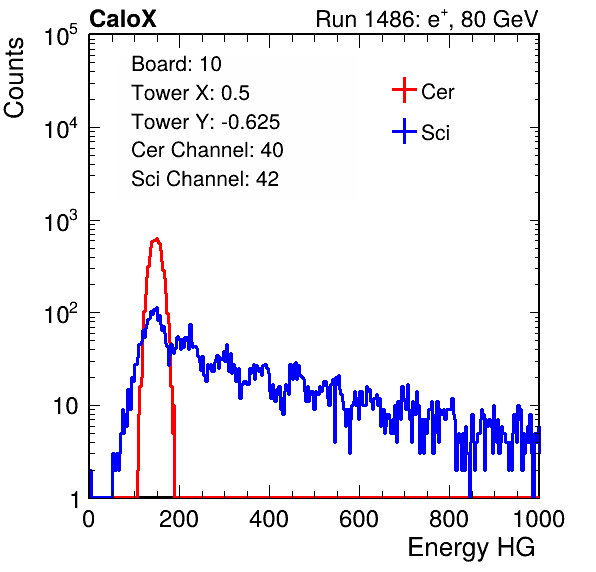 CaloX Run 1486: e⁺, 80 GeV
Counts
10⁵
10⁴
10³
10²
10
1
Board: 10
Tower X: 0.5
Tower Y: -0.625
Cer Channel: 40
Sci Channel: 42
Cer
Sci
0 200 400 600 800 1000
Energy HG